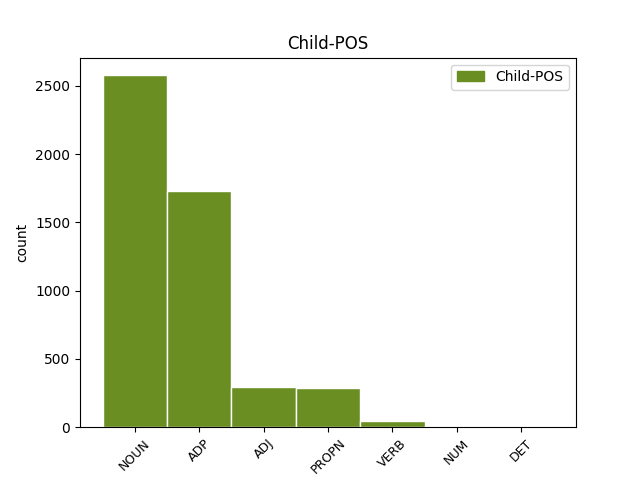 Child-POS
Child-POS
count
2500
2000
1500
1000
500
0
NOUN
ADP
ADJ
PROPN
VERB
NUM
DET